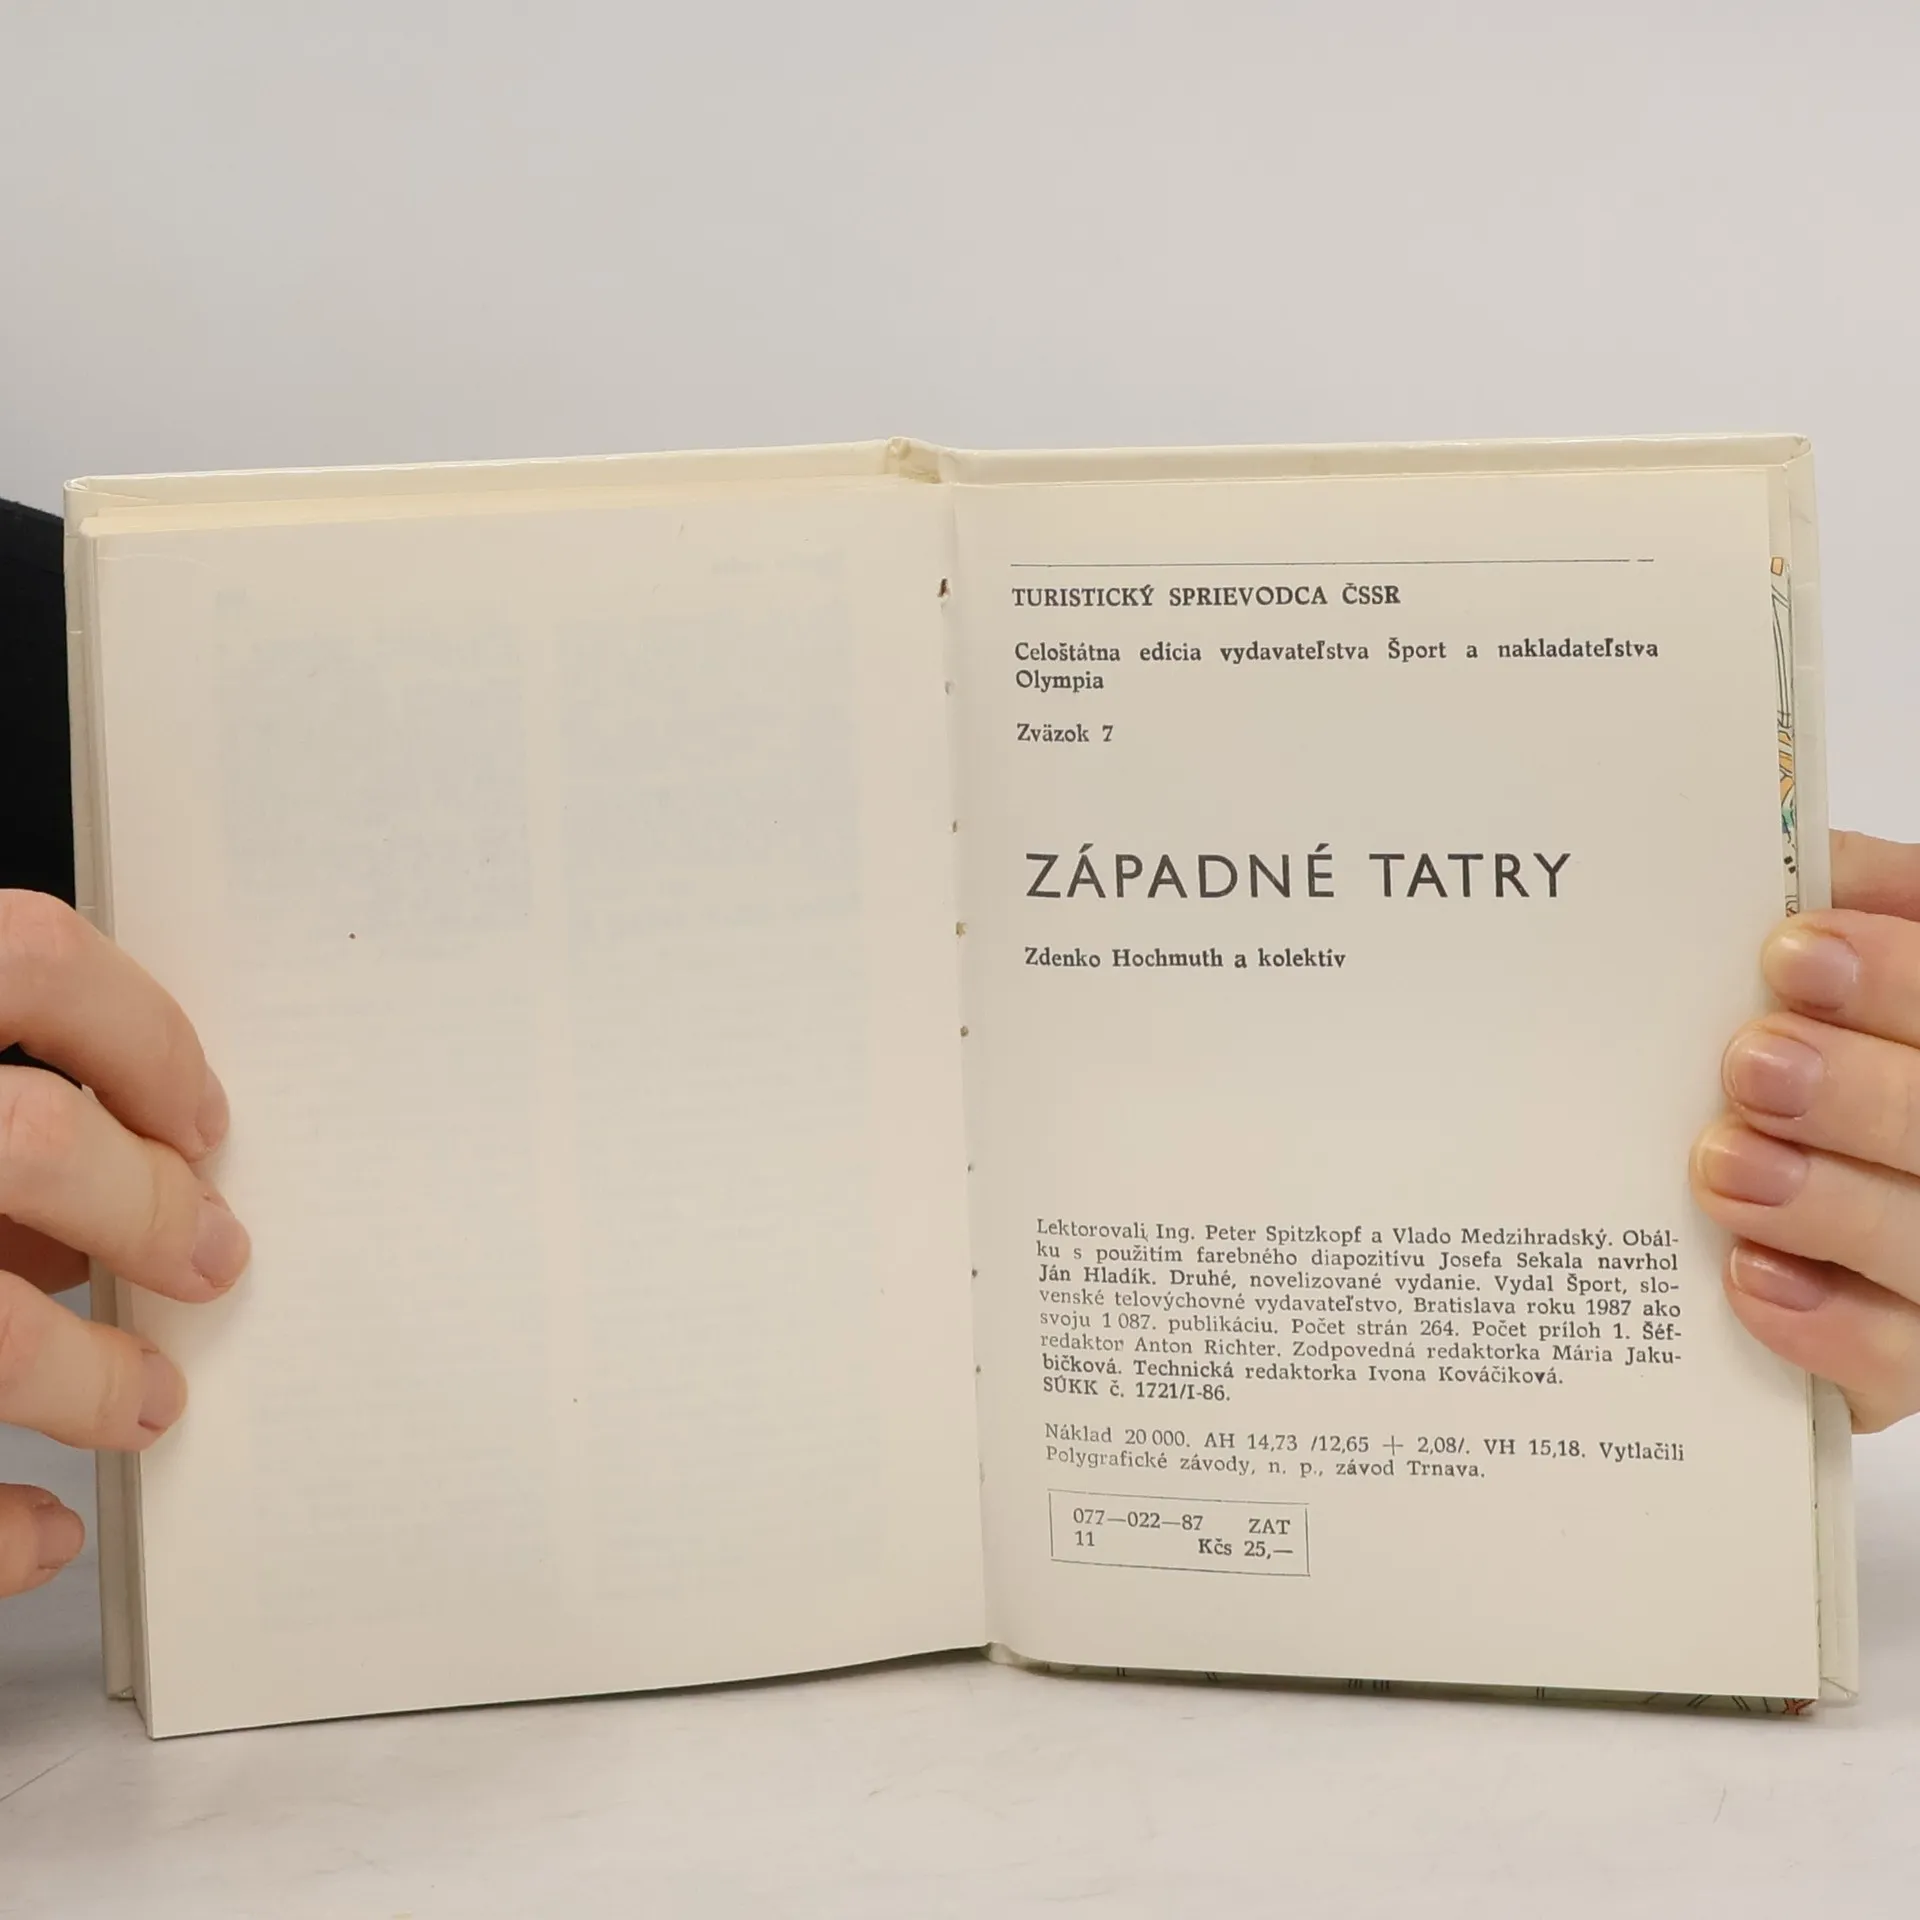 TURISTICKÝ SPRIEVODCA ČSSR
Celoštátna edícia vydavateľstva Šport a nakladateľstva
Olympia
Zväzok 7
ZÁPADNÉ TATRY
Zdenko Hochmuth a kolektív
Lektorovali Ing. Peter Spitzkopf a Vlado Medzihradský. Obál-
ku s použitím farebného diapozitívu Josefa Sekala navrhol
Ján Hladík. Druhé, novelizované vydanie. Vydal Šport, slo-
venské telovýchovné vydavateľstvo, Bratislava roku 1987 ako
svoju 1 087. publikáciu. Počet strán 264. Počet príloh 1. Šéf-
redaktor Anton Richter. Zodpovedná redaktorka Mária Jaku-
bičková. Technická redaktorka Ivona Kováčiková.
SÚKK č. 1721/I-86.
Náklad 20 000. AH 14,73 /12,65 + 2,08/. VH 15,18. Vytlačili
Polygrafické závody, n. p., závod Trnava.
077—022—87 ZAT
11 Kčs 25,—